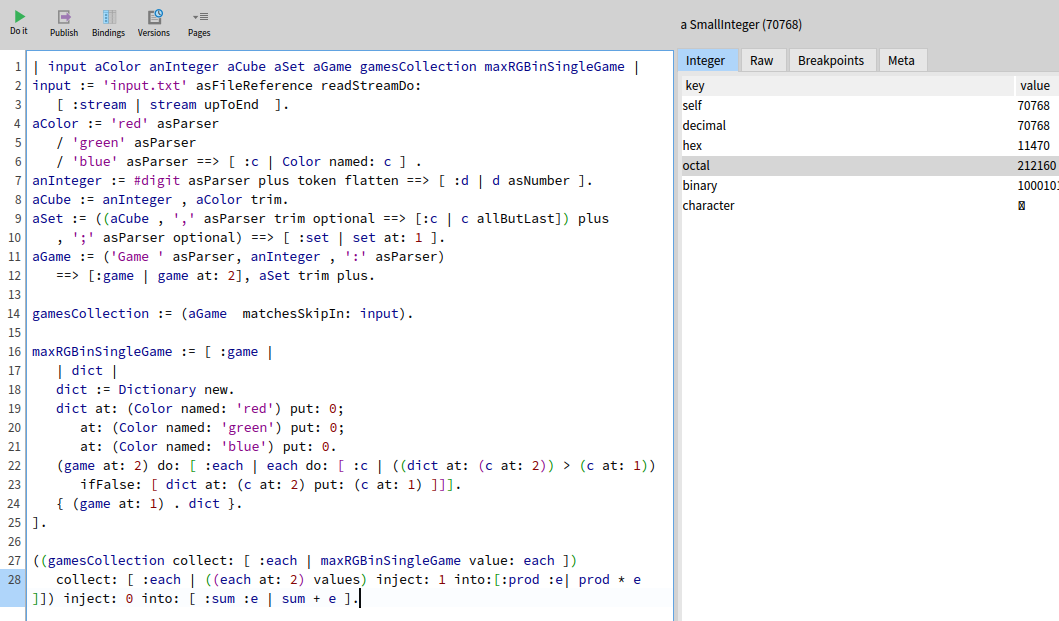 Do it Publish Bindings Versions Pages
a SmallInteger (70768)
1 | input aColor anInteger aCube aSet aGame gamesCollection maxRGBinSingleGame |
2 input := 'input.txt' asFileReference readStreamDo:
3 [ :stream | stream upToEnd ].
4 aColor := 'red' asParser
5 / 'green' asParser
6 / 'blue' asParser ==> [ :c | Color named: c ] .
7 anInteger := #digit asParser plus token flatten ==> [ :d | d asNumber ].
8 aCube := anInteger , aColor trim.
9 aSet := ((aCube , ',' asParser trim optional ==> [:c | c allButLast]) plus
10 , ';' asParser optional) ==> [ :set | set at: 1 ].
11 aGame := ('Game ' asParser, anInteger , ':' asParser)
12 ==> [:game | game at: 2], aSet trim plus.
13
14 gamesCollection := (aGame  matchesSkipIn: input).
15
16 maxRGBinSingleGame := [ :game |
17 | dict |
18 dict := Dictionary new.
19 dict at: (Color named: 'red') put: 0;
20 at: (Color named: 'green') put: 0;
21 at: (Color named: 'blue') put: 0.
22 (game at: 2) do: [ :each | each do: [ :c | ((dict at: (c at: 2)) > (c at: 1))
23 ifFalse: [ dict at: (c at: 2) put: (c at: 1) ]]].
24 { (game at: 1) . dict }.
25 ].
26
27 ((gamesCollection collect: [ :each | maxRGBinSingleGame value: each ])
28 collect: [ :each | ((each at: 2) values) inject: 1 into:[:prod :e| prod * e
]]) inject: 0 into: [ :sum :e | sum + e ].
Integer Raw Breakpoints Meta
key value
self 70768
decimal 70768
hex 11470
octal 212160
binary 100010
character